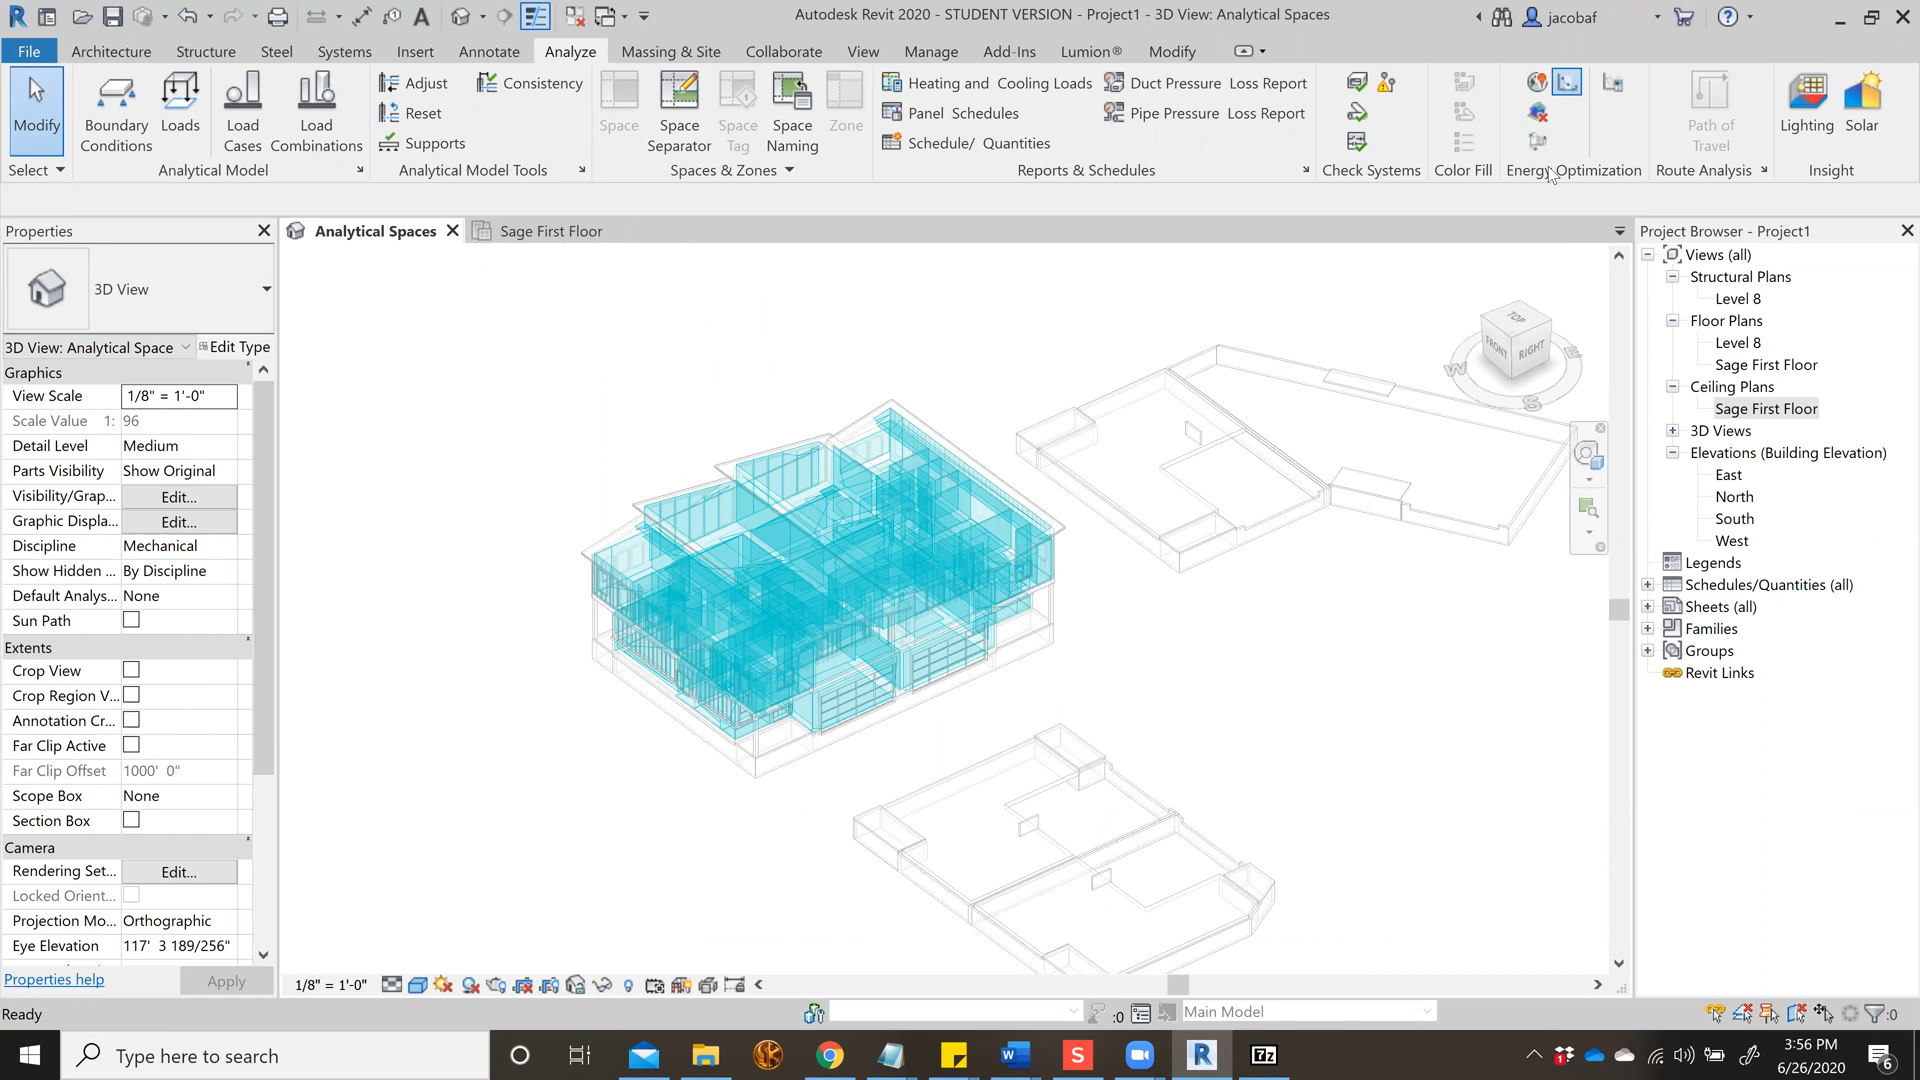 Autodesk Revit 2020 - STUDENT VERSION - Project1 - 3D View: Analytical Spaces
jacobaf
File Architecture Structure Steel Systems Insert Annotate Analyze Massing & Site Collaborate View Manage Add-Ins Lumion® Modify
Modify
Boundary Conditions
Loads
Load Cases
Load Combinations
Adjust
Reset
Supports
Consistency
Space
Space Separator
Space Tag
Space Naming
Zone
Heating and Cooling Loads
Panel Schedules
Schedule/ Quantities
Duct Pressure Loss Report
Pipe Pressure Loss Report
Path of Travel
Lighting
Solar
Select
Analytical Model
Analytical Model Tools
Spaces & Zones
Reports & Schedules
Check Systems
Color Fill
Energy Optimization
Route Analysis
Insight
Properties
3D View
3D View: Analytical Space
Edit Type
Graphics
View Scale 1/8" = 1'-0"
Scale Value 1: 96
Detail Level Medium
Parts Visibility Show Original
Visibility/Grap... Edit...
Graphic Displa... Edit...
Discipline Mechanical
Show Hidden ... By Discipline
Default Analys... None
Sun Path
Extents
Crop View
Crop Region V...
Annotation Cr...
Far Clip Active
Far Clip Offset 1000' 0"
Scope Box None
Section Box
Camera
Rendering Set... Edit...
Locked Orient...
Projection Mo... Orthographic
Eye Elevation 117' 3 189/256"
Properties help
Apply
Analytical Spaces
Sage First Floor
TOP
FRONT
RIGHT
W
S
E
1/8" = 1'-0"
Project Browser - Project1
Views (all)
Structural Plans
Level 8
Floor Plans
Level 8
Sage First Floor
Ceiling Plans
Sage First Floor
3D Views
Elevations (Building Elevation)
East
North
South
West
Legends
Schedules/Quantities (all)
Sheets (all)
Families
Groups
Revit Links
Ready
:0
Main Model
:0
Type here to search
W
S
R
7z
1
3:56 PM
6/26/2020
6